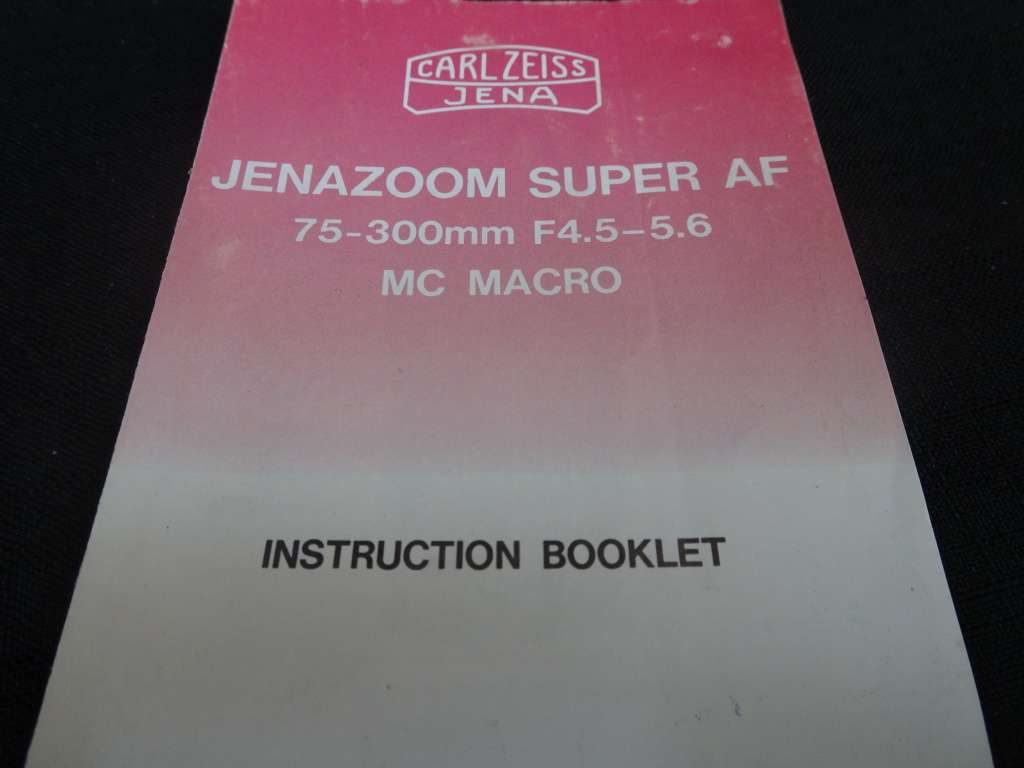 CARL ZEISS
JENA
JENAZOOM SUPER AF
75-300mm F4.5-5.6
MC MACRO
INSTRUCTION BOOKLET